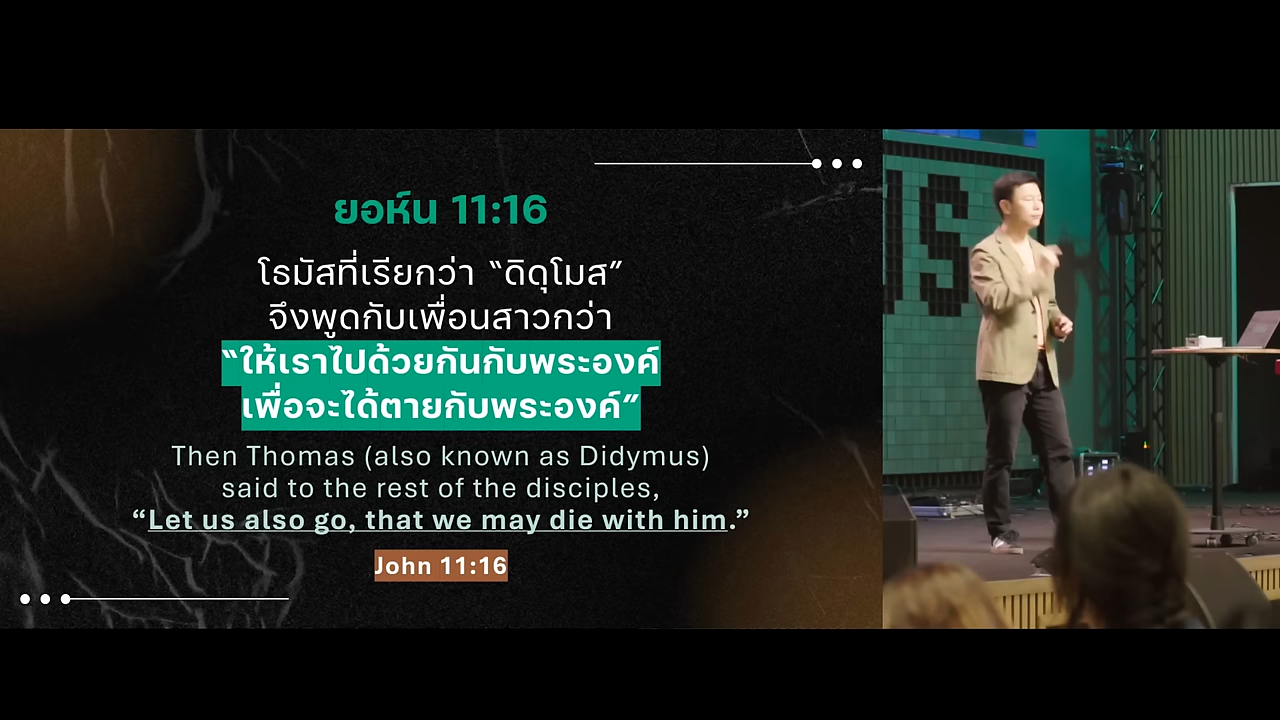 ยอห์น 11:16
โธมัสที่เรียกว่า “ดิดุโมส”
จึงพูดกับเพื่อนสาวกว่า
“ให้เราไปด้วยกันกับพระองค์
เพื่อจะได้ตายกับพระองค์”
Then Thomas (also known as Didymus)
said to the rest of the disciples,
“Let us also go, that we may die with him.”
John 11:16